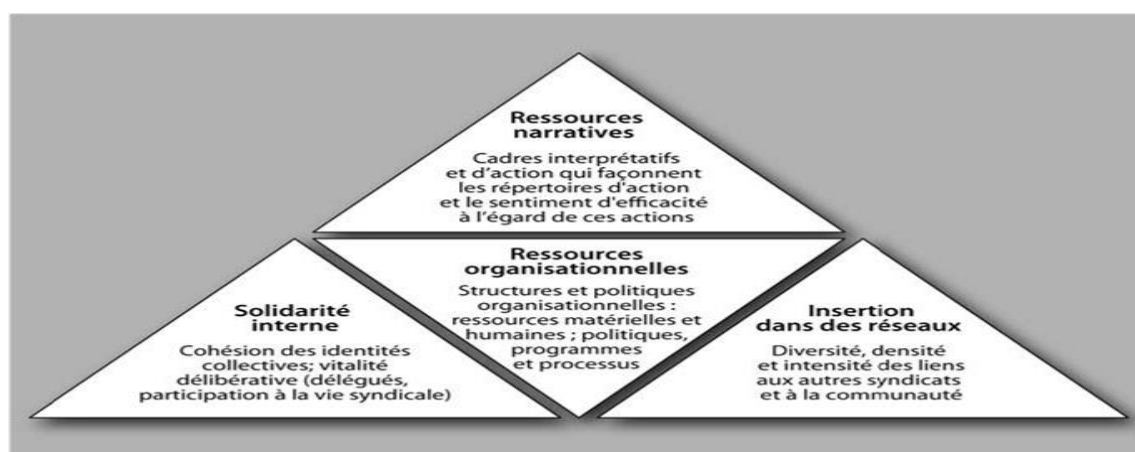 Ressources
narratives
Cadres interprétatifs
et d'action qui façonnent
les répertoires d'action
et le sentiment d'efficacité
à l'égard de ces actions
Ressources
organisationnelles
Structures et politiques
organisationnelles :
ressources matérielles et
humaines ; politiques,
programmes
et processus
Solidarité
interne
Cohésion des identités
collectives; vitalité
délibérative (délégués,
participation à la vie syndicale)
Insertion
dans des réseaux
Diversité, densité
et intensité des liens
aux autres syndicats
et à la communauté